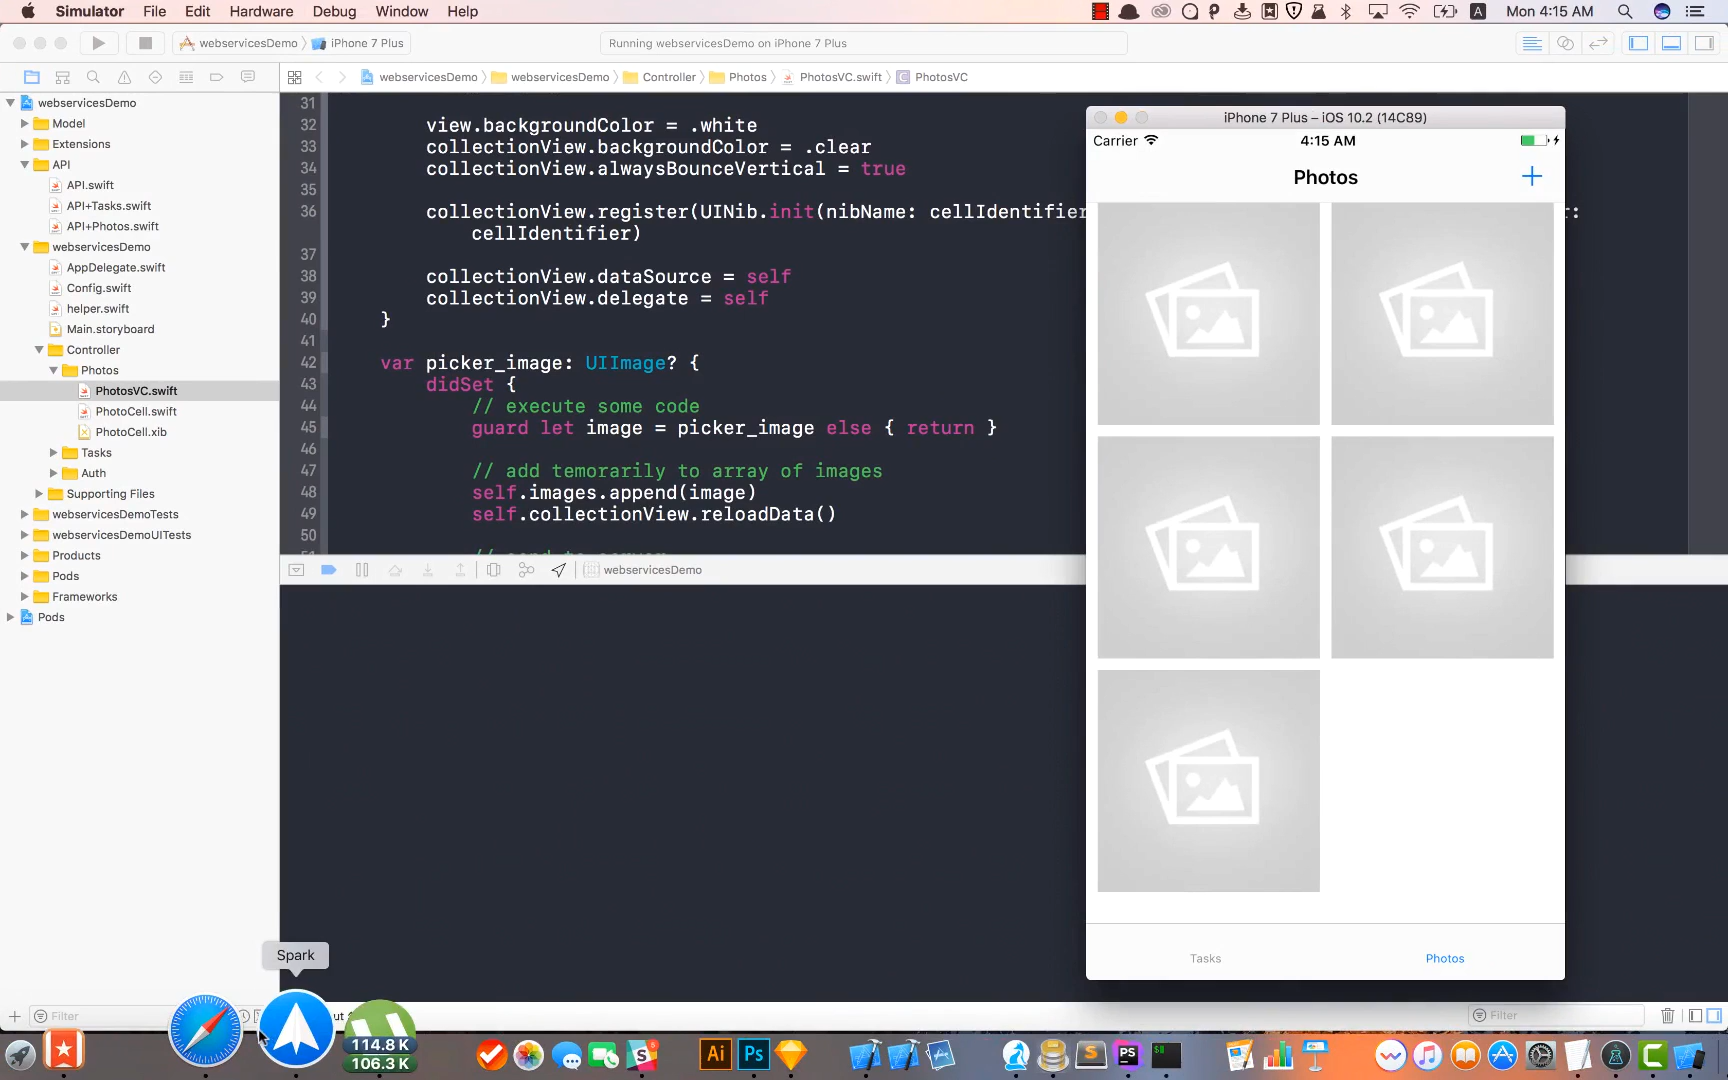 Simulator File Edit Hardware Debug Window Help
A Mon 4:15 AM
webservicesDemo iPhone 7 Plus
Running webservicesDemo on iPhone 7 Plus
webservicesDemo webservicesDemo Controller Photos PhotosVC.swift C PhotosVC
webservicesDemo
Model
Extensions
API
API.swift
API+Tasks.swift
API+Photos.swift
webservicesDemo
AppDelegate.swift
Config.swift
helper.swift
Main.storyboard
Controller
Photos
PhotosVC.swift
PhotoCell.swift
PhotoCell.xib
Tasks
Auth
Supporting Files
webservicesDemoTests
webservicesDemoUITests
Products
Pods
Frameworks
Pods
31
32 view.backgroundColor = .white
33 collectionView.backgroundColor = .clear
34 collectionView.alwaysBounceVertical = true
35
36 collectionView.register(UINib.init(nibName: cellIdentifier
cellIdentifier)
37
38 collectionView.dataSource = self
39 collectionView.delegate = self
40 }
41
42 var picker_image: UIImage? {
43 didSet {
44 // execute some code
45 guard let image = picker_image else { return }
46
47 // add temorarily to array of images
48 self.images.append(image)
49 self.collectionView.reloadData()
50
webservicesDemo
iPhone 7 Plus – iOS 10.2 (14C89)
Carrier 4:15 AM
Photos +
Tasks Photos
Spark
Filter
Filter
114.8 K
106.3 K
Ai Ps S PS $